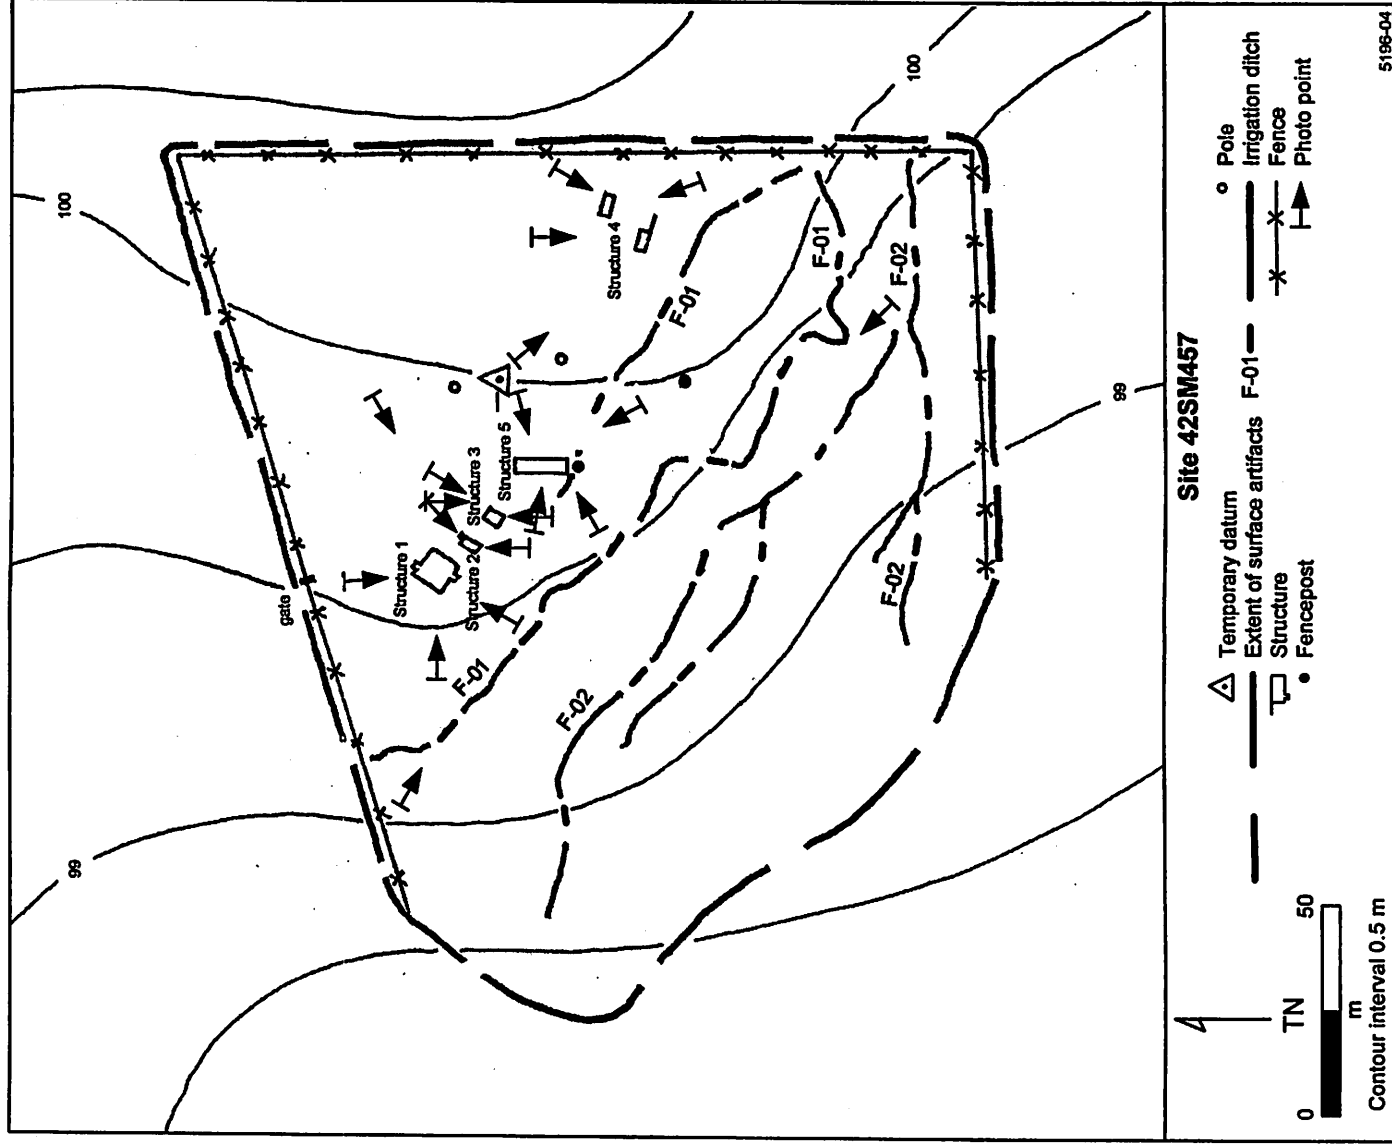 100
100
gate
Structure 1
Structure 2
Structure 3
Structure 5
Structure 4
F-01
F-01
F-01
F-02
F-02
F-02
99
99
Site 42SM457
Temporary datum
Extent of surface artifacts
Structure
Fencepost
F-01
Pole
Irrigation ditch
Fence
Photo point
TN
0 50
m
Contour interval 0.5 m
5196-04